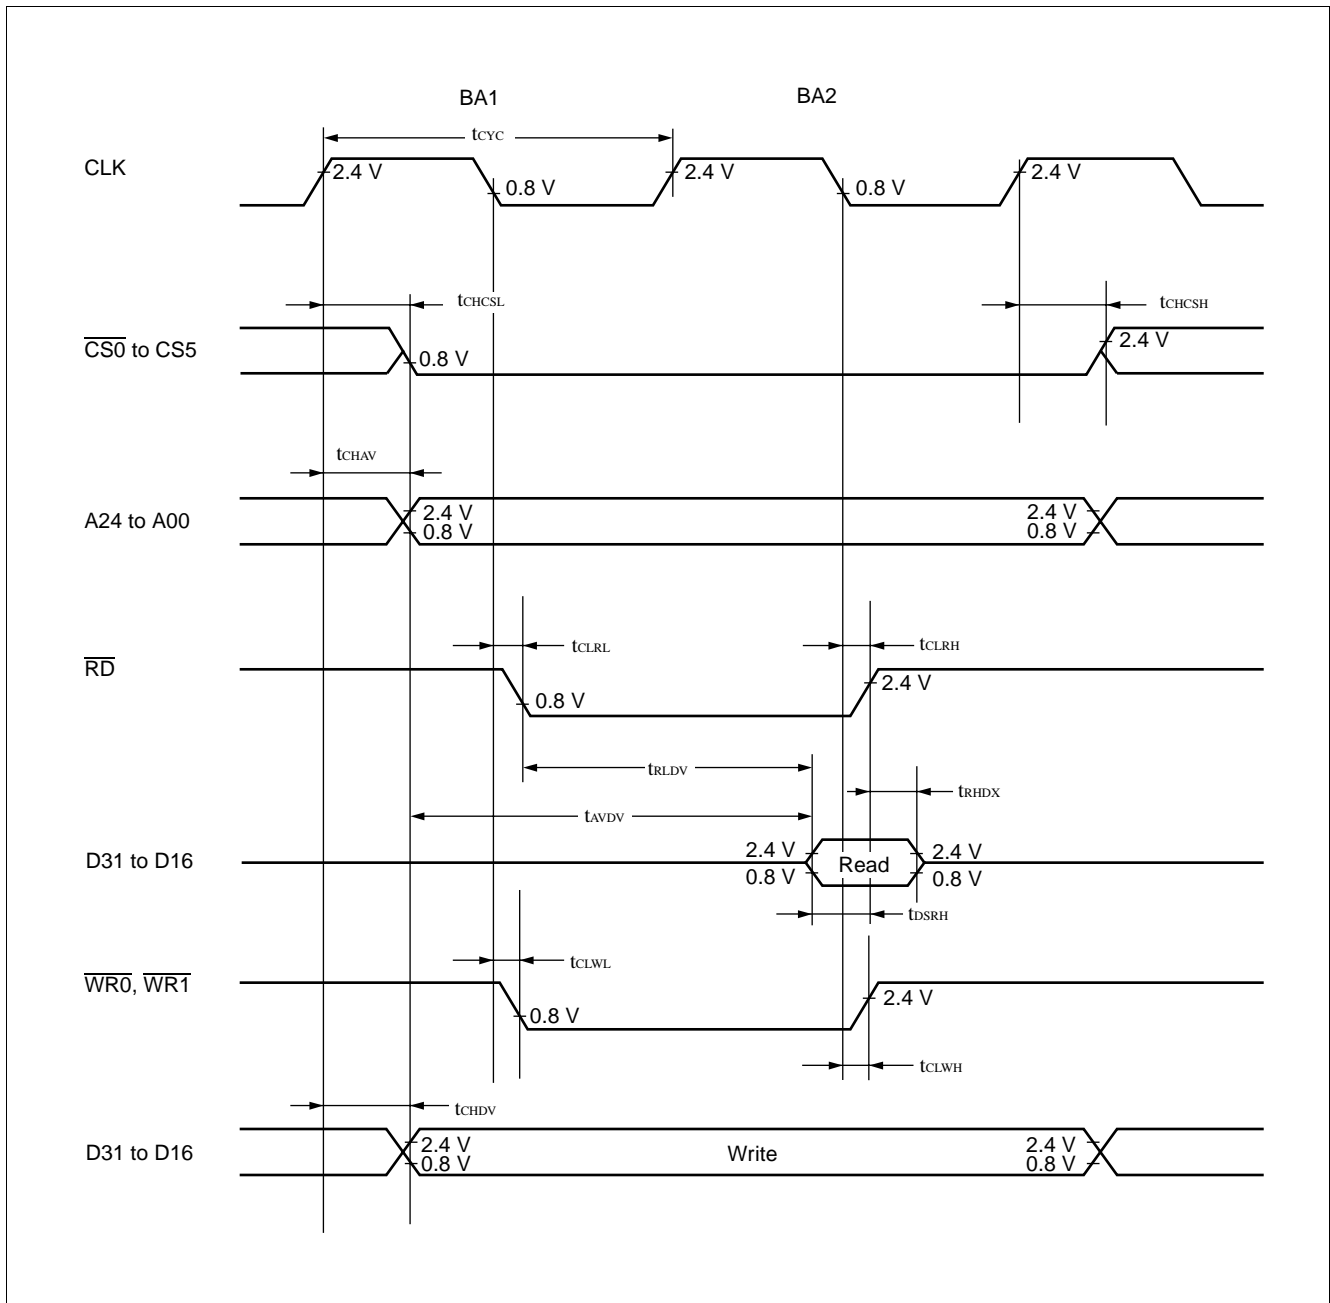 BA1 BA2
tCYC
CLK 2.4 V 0.8 V 2.4 V 0.8 V 2.4 V
tCHCSL tCHCSH
CS0 to CS5 0.8 V 2.4 V
tCHAV
A24 to A00 2.4 V 2.4 V
0.8 V 0.8 V
tCLRL tCLRH
RD 0.8 V 2.4 V
tRLDV
tRHDX
tAVDV
D31 to D16 2.4 V Read 2.4 V
0.8 V 0.8 V
tDSRH
tCLWL
WR0, WR1 0.8 V 2.4 V
tCLWH
tCHDV
D31 to D16 2.4 V Write 2.4 V
0.8 V 0.8 V